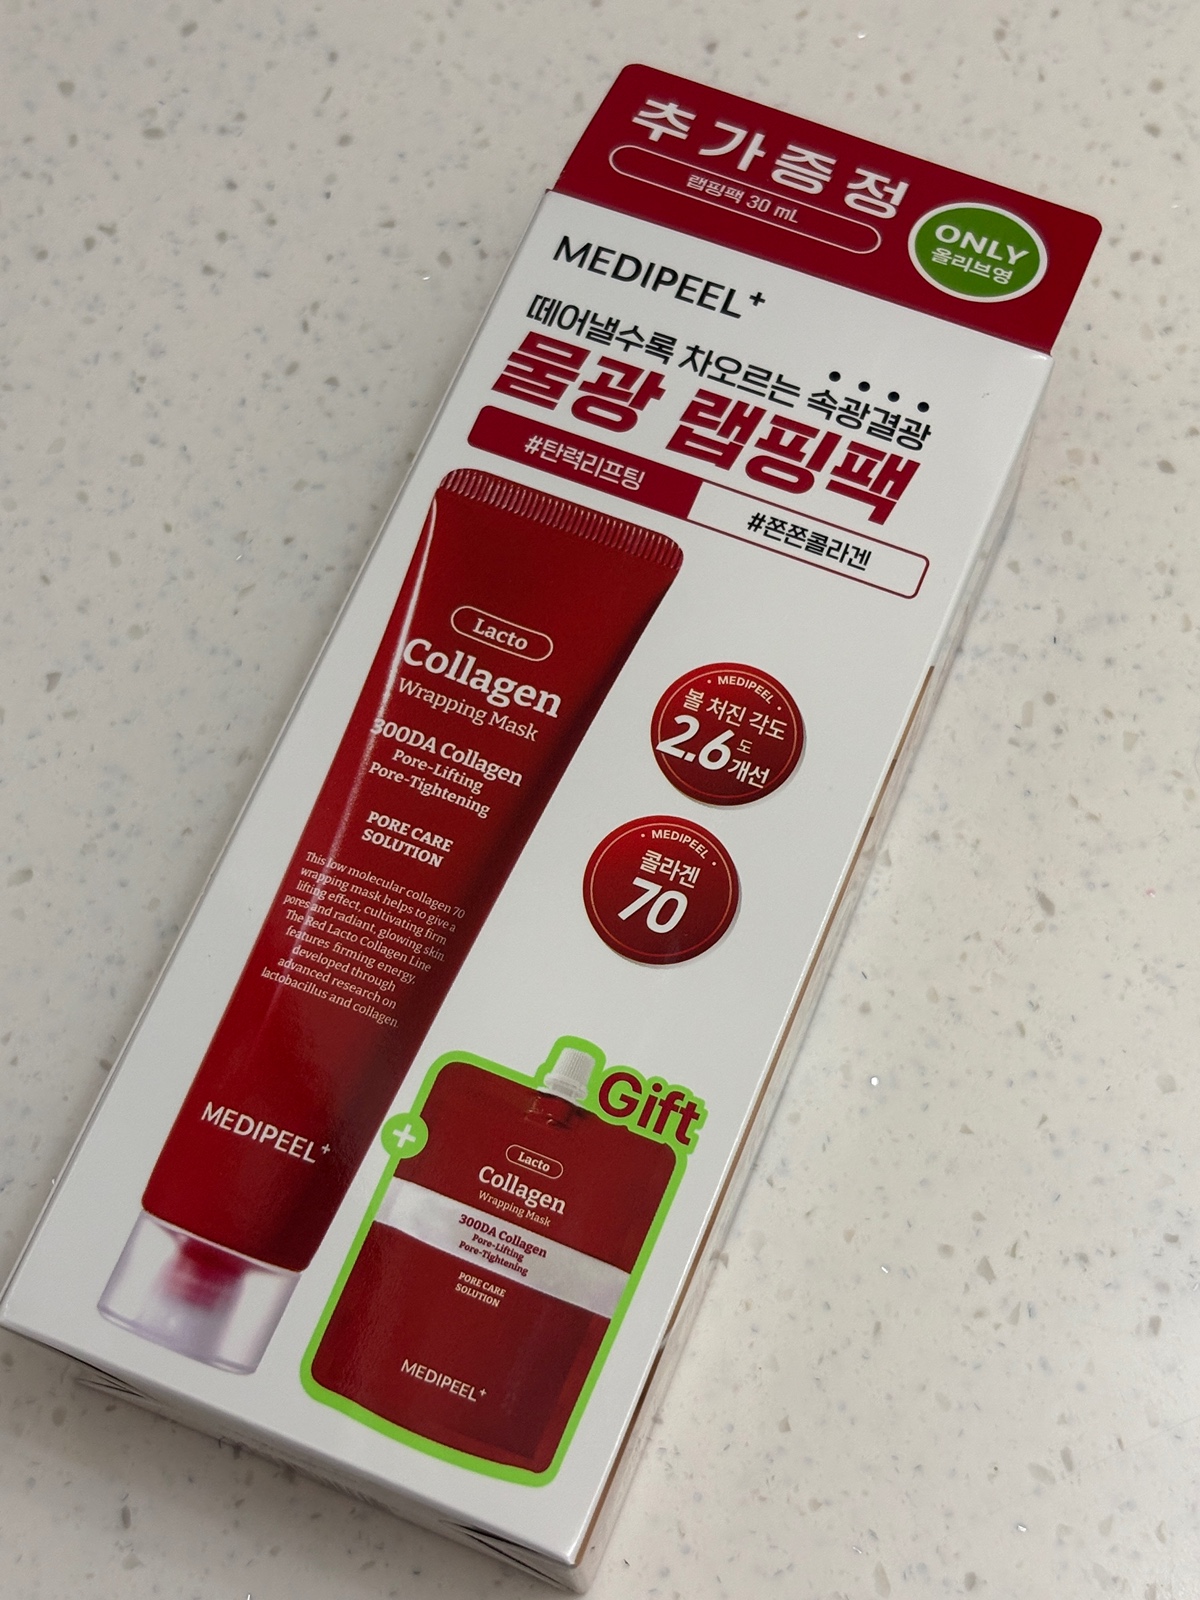 추가증정
랩핑팩 30 mL
ONLY
올리브영
MEDIPEEL+
떼어낼수록 차오르는 속광결광
물광 랩핑팩
#탄력리프팅
#쫀쫀콜라겐
Lacto
Collagen
Wrapping Mask
300DA Collagen
Pore-Lifting
Pore-Tightening
PORE CARE
SOLUTION
This low molecular collagen 70
wrapping mask helps to give a
lifting effect, cultivating firm
pores and radiant, glowing skin.
The Red Lacto Collagen Line
features firming energy,
developed through
advanced research on
lactobacillus and collagen.
MEDIPEEL+
MEDIPEEL
볼 처진 각도
2.6도
개선
MEDIPEEL
콜라겐
70
+
Gift
Lacto
Collagen
Wrapping Mask
300DA Collagen
Pore-Lifting
Pore-Tightening
PORE CARE
SOLUTION
MEDIPEEL+